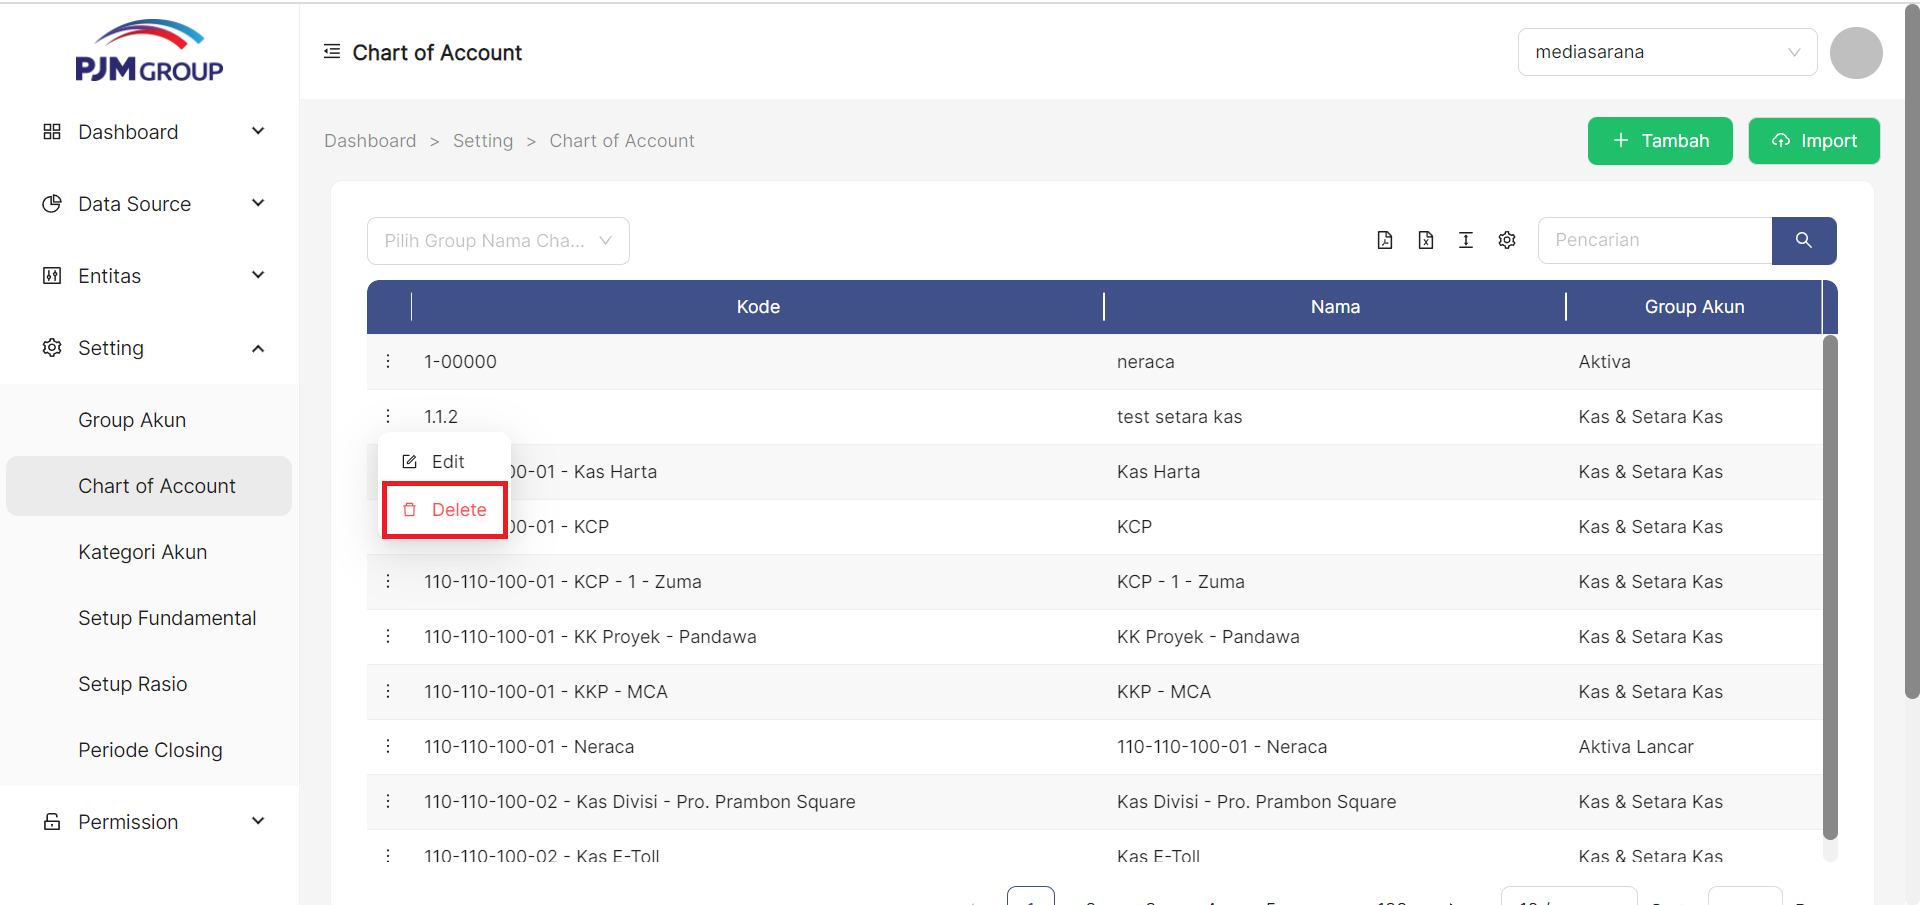 PJM GROUP
Chart of Account
mediasarana
Dashboard
Data Source
Entitas
Setting
Group Akun
Chart of Account
Kategori Akun
Setup Fundamental
Setup Rasio
Periode Closing
Permission
Dashboard > Setting > Chart of Account
+ Tambah
Import
Pilih Group Nama Cha...
Pencarian
Kode Nama Group Akun
1-00000 neraca Aktiva
1.1.2 test setara kas Kas & Setara Kas
Edit
Delete
00-01 - Kas Harta Kas Harta Kas & Setara Kas
00-01 - KCP KCP Kas & Setara Kas
110-110-100-01 - KCP - 1 - Zuma KCP - 1 - Zuma Kas & Setara Kas
110-110-100-01 - KK Proyek - Pandawa KK Proyek - Pandawa Kas & Setara Kas
110-110-100-01 - KKP - MCA KKP - MCA Kas & Setara Kas
110-110-100-01 - Neraca 110-110-100-01 - Neraca Aktiva Lancar
110-110-100-02 - Kas Divisi - Pro. Prambon Square Kas Divisi - Pro. Prambon Square Kas & Setara Kas
110-110-100-02 - Kas E-Toll Kas E-Toll Kas & Setara Kas